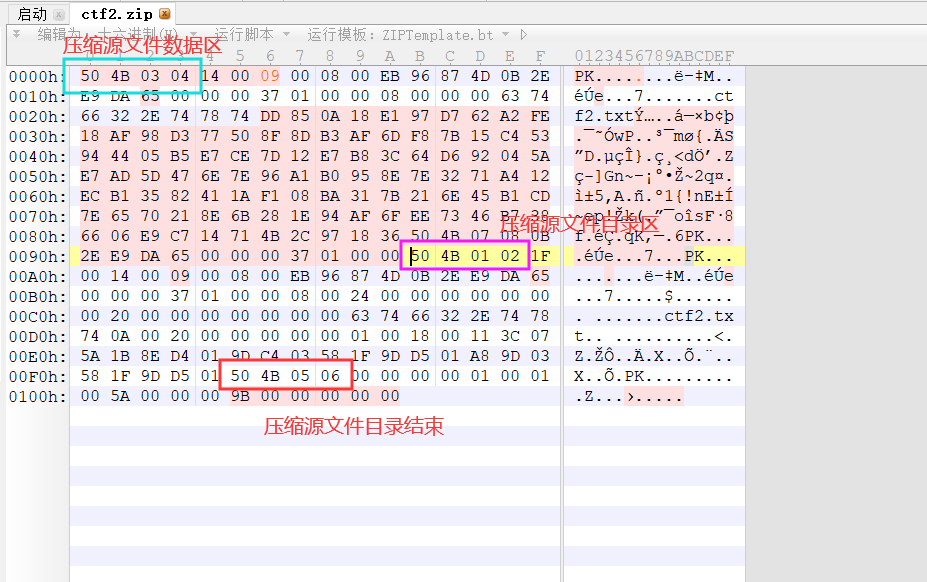 启动 ctf2.zip
编辑为: 十六进制(H) 运行脚本 运行模板: ZIPTemplate.bt
压缩源文件数据区
0 1 2 3 4 5 6 7 8 9 A B C D E F 0123456789ABCDEF
0000h: 50 4B 03 04 14 00 09 00 08 00 EB 96 87 4D 0B 2E PK........ë–‡M..
0010h: E9 DA 65 00 00 00 37 01 00 00 08 00 00 00 63 74 éÚe...7.......ct
0020h: 66 32 2E 74 78 74 DD 85 0A 18 E1 97 D7 62 A2 FE f2.txtÝ…..á—×b¢þ
0030h: 18 AF 98 D3 77 50 8F 8D B3 AF 6D F8 7B 15 C4 53 .¯˜ÓwP..³¯mø{.ÄS
0040h: 94 44 05 B5 E7 CE 7D 12 E7 B8 3C 64 D6 92 04 5A ”D.µçÎ}.ç¸<dÖ’.Z
0050h: E7 AD 5D 47 6E 7E 96 A1 B0 95 8E 7E 32 71 A4 12 ç-]Gn~–¡°•Ž~2q¤.
0060h: EC B1 35 82 41 1A F1 08 BA 31 7B 21 6E 45 B1 CD ì±5‚A.ñ.º1{!nE±Í
0070h: 7E 65 70 21 8E 6B 28 1E 94 AF 6F EE 73 46 B7 38 ~ep!Žk(.”¯oîsF·8
压缩源文件目录区
0080h: 66 06 E9 C7 14 71 4B 2C 97 18 36 50 4B 07 08 0B f.éÇ.qK,—.6PK...
0090h: 2E E9 DA 65 00 00 00 37 01 00 00 50 4B 01 02 1F .éÚe...7...PK...
00A0h: 00 14 00 09 00 08 00 EB 96 87 4D 0B 2E E9 DA 65 .......ë–‡M..éÚe
00B0h: 00 00 00 37 01 00 00 08 00 24 00 00 00 00 00 00 ...7.....$......
00C0h: 00 20 00 00 00 00 00 00 00 63 74 66 32 2E 74 78 . .......ctf2.tx
00D0h: 74 0A 00 20 00 00 00 00 00 01 00 18 00 11 3C 07 t.. ..........<.
00E0h: 5A 1B 8E D4 01 9D C4 03 58 1F 9D D5 01 A8 9D 03 Z.ŽÔ..Ä.X..Õ.¨..
00F0h: 58 1F 9D D5 01 50 4B 05 06 00 00 00 00 01 00 01 X..Õ.PK.........
0100h: 00 5A 00 00 00 9B 00 00 00 00 00 .Z...›.....
压缩源文件目录结束